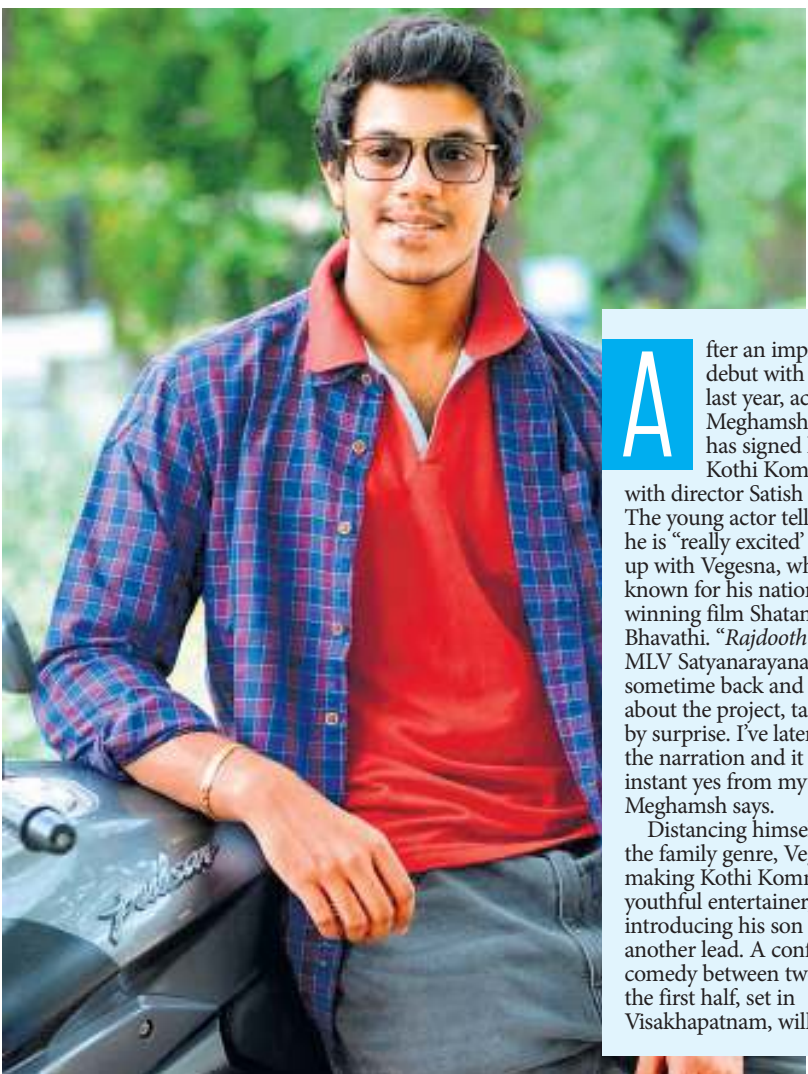 After an imp
debut with
last year, ac
Meghamsh
has signed
Kothi Kom
with director Satish
The young actor tell
he is “really excited’
up with Vegesna, wh
known for his nation
winning film Shatan
Bhavathi. “Rajdooth
MLV Satyanarayana
sometime back and
about the project, ta
by surprise. I’ve later
the narration and it
instant yes from my
Meghamsh says.
Distancing himse
the family genre, Ve
making Kothi Kom
youthful entertainer
introducing his son
another lead. A conf
comedy between tw
the first half, set in
Visakhapatnam, will